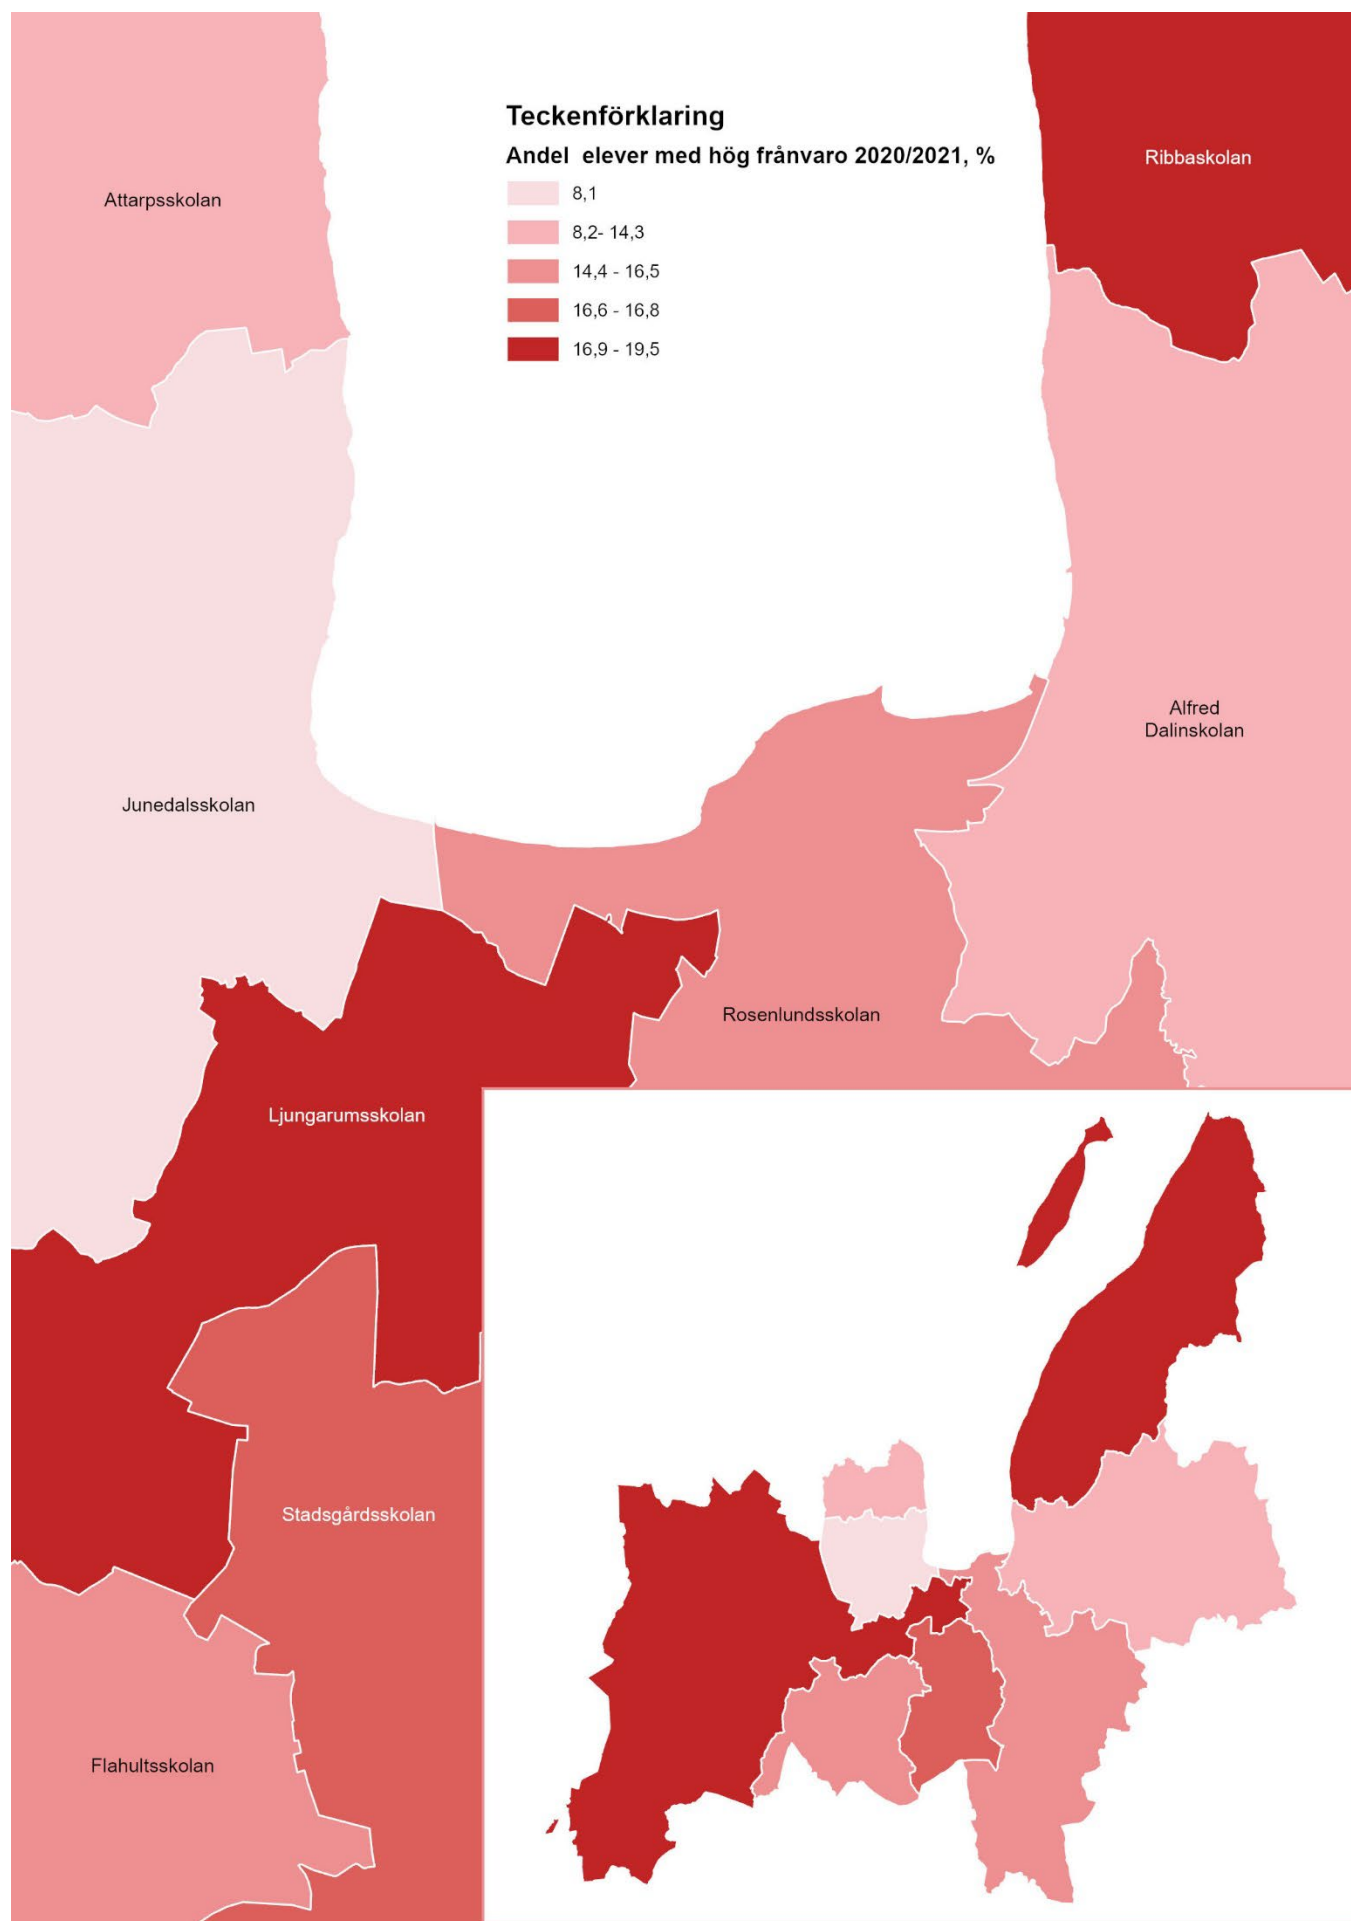 Teckenförklaring
Andel elever med hög frånvaro 2020/2021, %
8,1
8,2- 14,3
14,4 - 16,5
16,6 - 16,8
16,9 - 19,5
Ribbaskolan
Attarpsskolan
Alfred
Dalinskolan
Junedalsskolan
Rosenlundsskolan
Ljungarumsskolan
Stadsgårdsskolan
Flahultsskolan